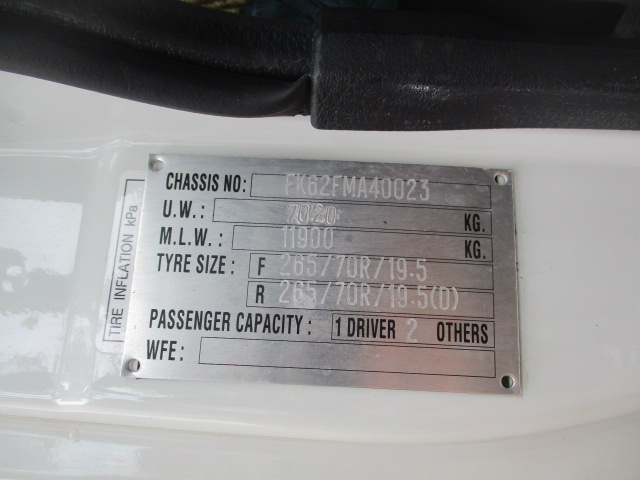 CHASSIS NO: FK62FMA40023
U.W.: 7020 KG.
M.L.W.: 11900 KG.
TYRE SIZE: F 265/70R/19.5
R 265/70R/19.5(D)
PASSENGER CAPACITY: 1 DRIVER 2 OTHERS
WFE:
TIRE INFLATION kPa